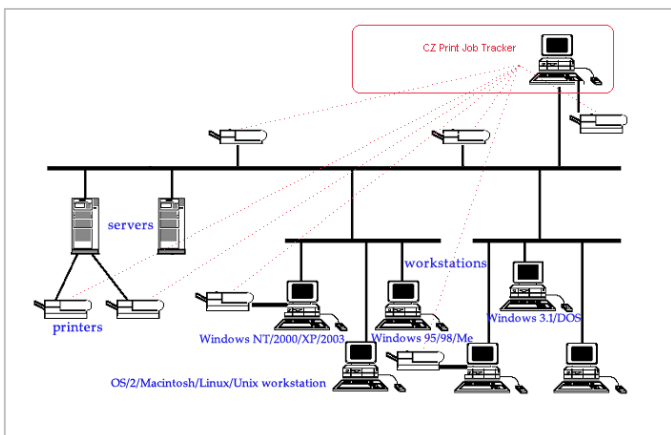 CZ Print Job Tracker
servers
workstations
printers
Windows 3.1/DOS
Windows NT/2000/XP/2003
Windows 95/98/Me
OS/2/Macintosh/Linux/Unix workstation